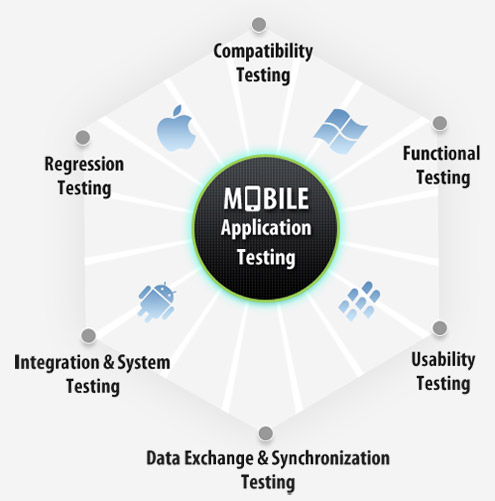 Compatibility
Testing
Functional
Testing
Regression
Testing
MOBILE
Application
Testing
Integration & System
Testing
Usability
Testing
Data Exchange & Synchronization
Testing